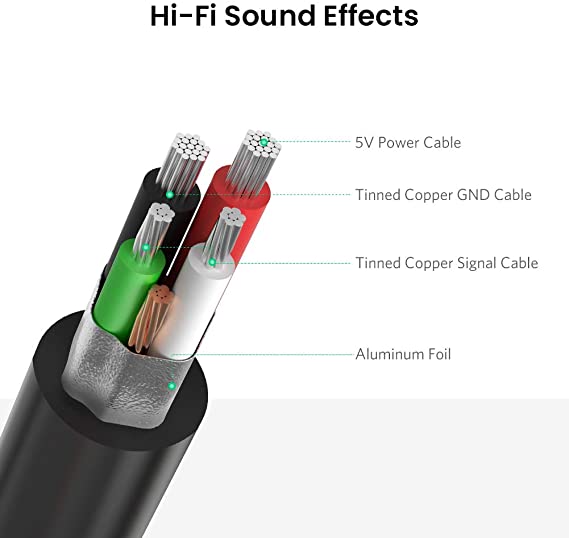 Hi-Fi Sound Effects
5V Power Cable
Tinned Copper GND Cable
Tinned Copper Signal Cable
Aluminum Foil